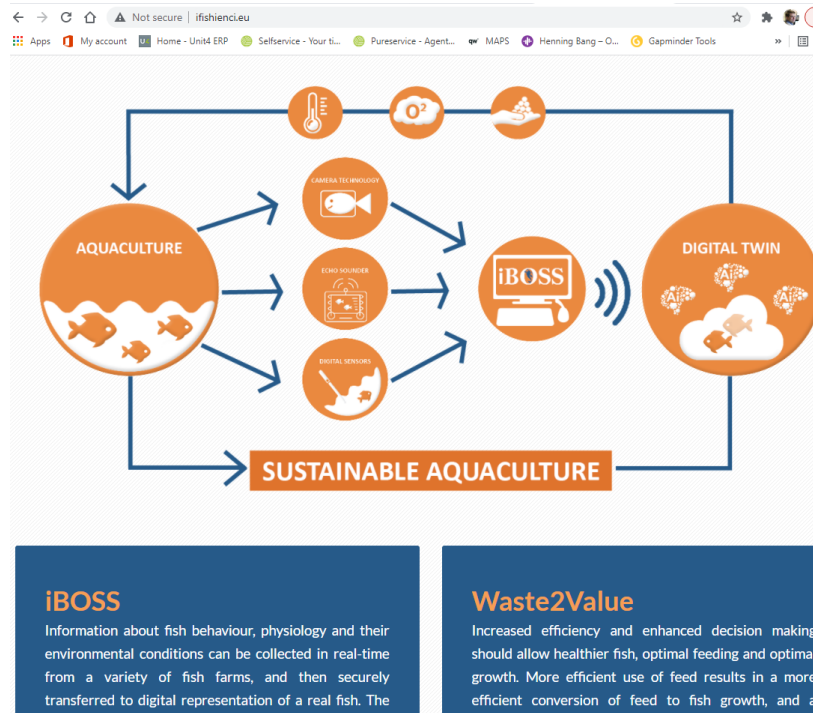 Not secure | ifishienci.eu
Apps My account Home - Unit4 ERP Selfservice - Your ti... Pureservice - Agent... MAPS Henning Bang – O... Gapminder Tools »
O²
CAMERA TECHNOLOGY
AQUACULTURE
DIGITAL TWIN
ECHO SOUNDER
iBOSS
Ai
Ai
Ai
DIGITAL SENSORS
SUSTAINABLE AQUACULTURE
iBOSS
Information about fish behaviour, physiology and their
environmental conditions can be collected in real-time
from a variety of fish farms, and then securely
transferred to digital representation of a real fish. The
Waste2Value
Increased efficiency and enhanced decision making
should allow healthier fish, optimal feeding and optimal
growth. More efficient use of feed results in a more
efficient conversion of feed to fish growth, and a